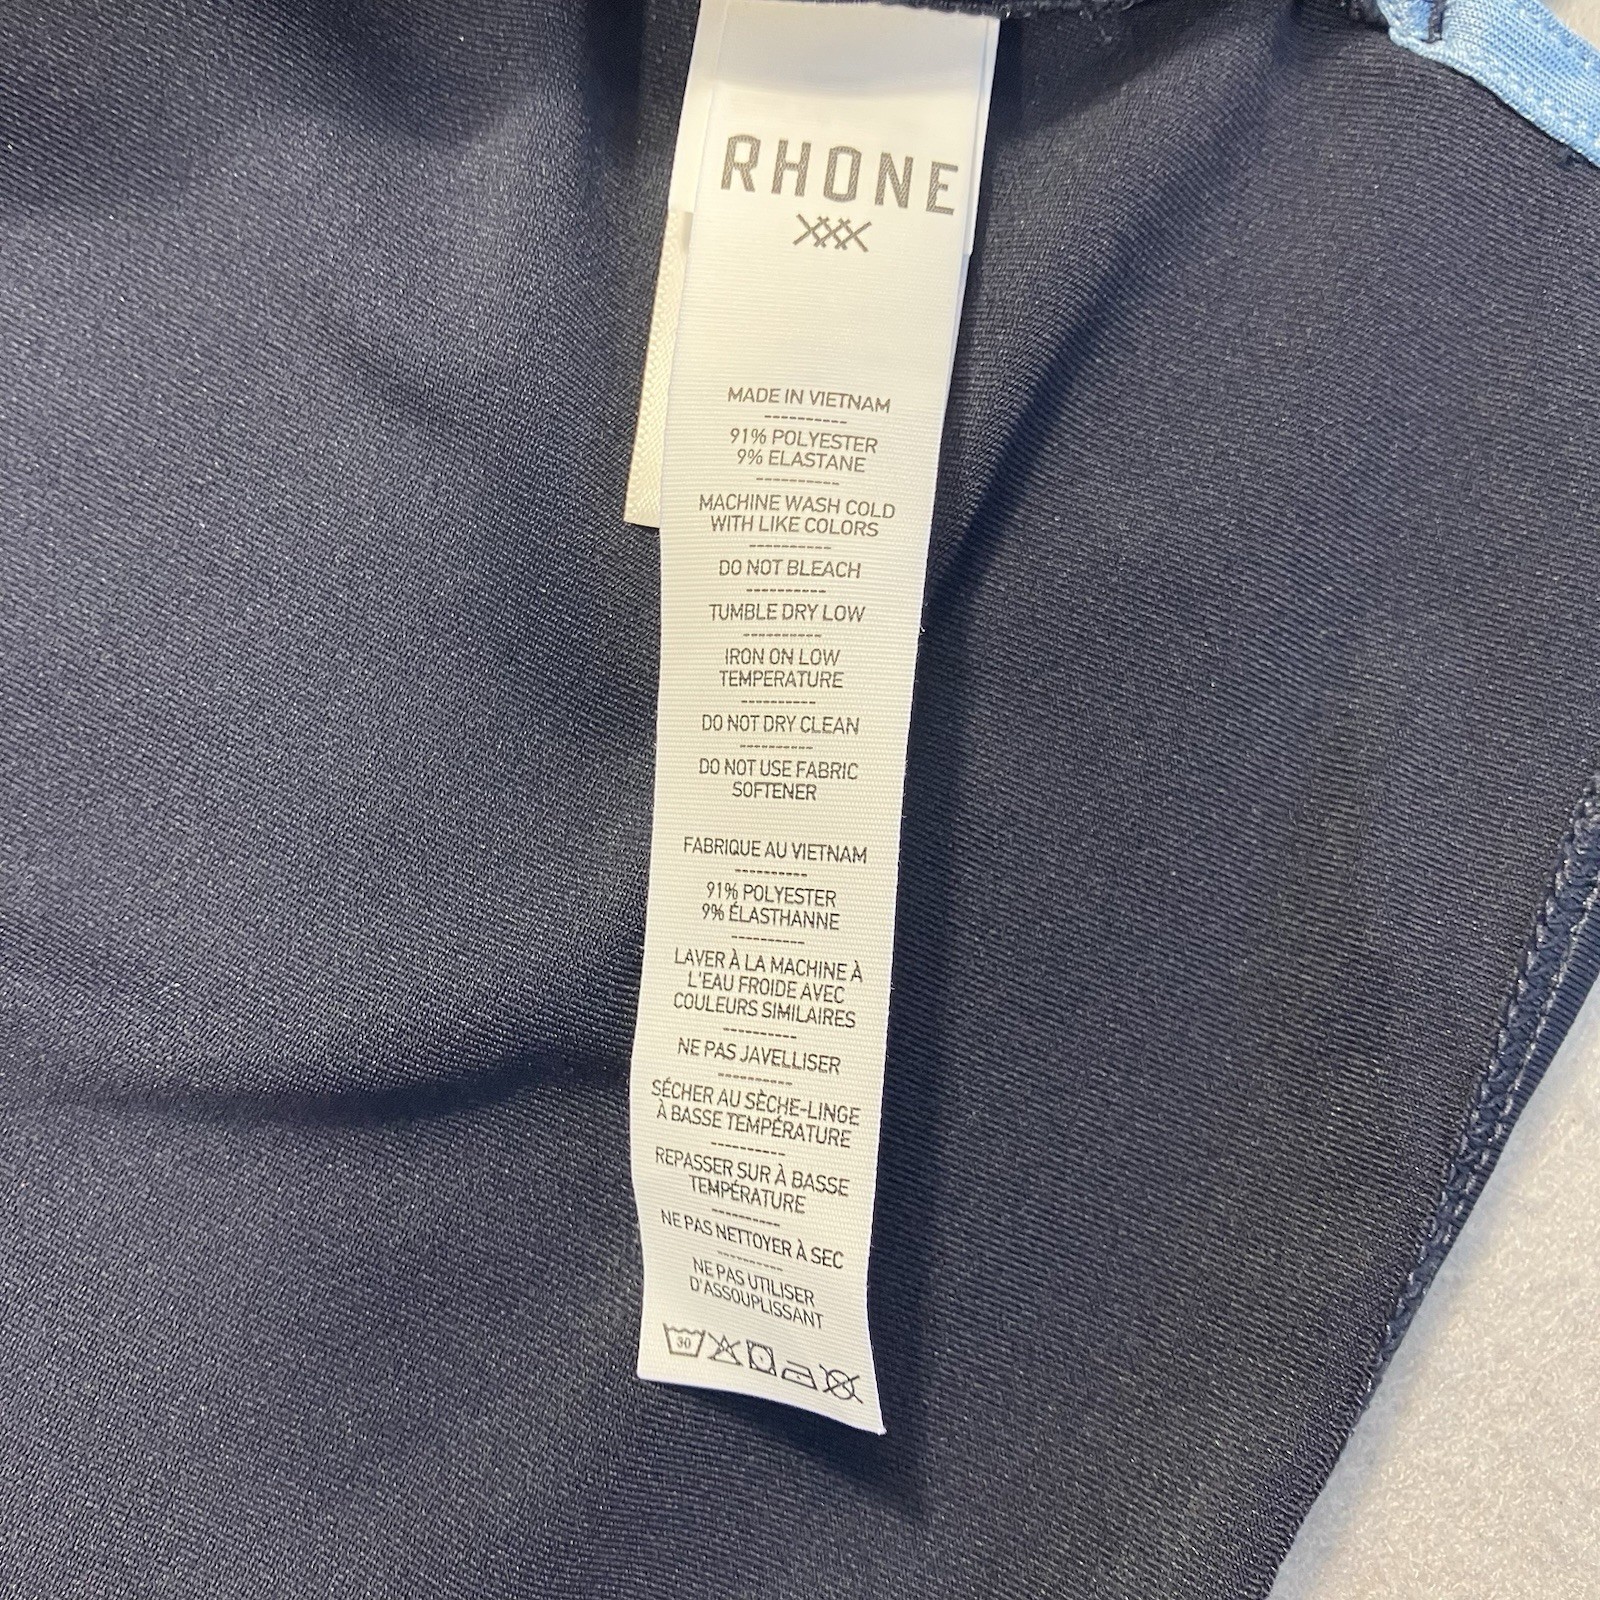 RHONE
MADE IN VIETNAM
----------
91% POLYESTER
9% ELASTANE
----------
MACHINE WASH COLD
WITH LIKE COLORS
----------
DO NOT BLEACH
----------
TUMBLE DRY LOW
----------
IRON ON LOW
TEMPERATURE
----------
DO NOT DRY CLEAN
----------
DO NOT USE FABRIC
SOFTENER
FABRIQUE AU VIETNAM
----------
91% POLYESTER
9% ÉLASTHANNE
----------
LAVER À LA MACHINE À
L'EAU FROIDE AVEC
COULEURS SIMILAIRES
----------
NE PAS JAVELLISER
----------
SÉCHER AU SÈCHE-LINGE
À BASSE TEMPÉRATURE
----------
REPASSER SUR À BASSE
TEMPÉRATURE
----------
NE PAS NETTOYER À SEC
----------
NE PAS UTILISER
D'ASSOUPLISSANT
30